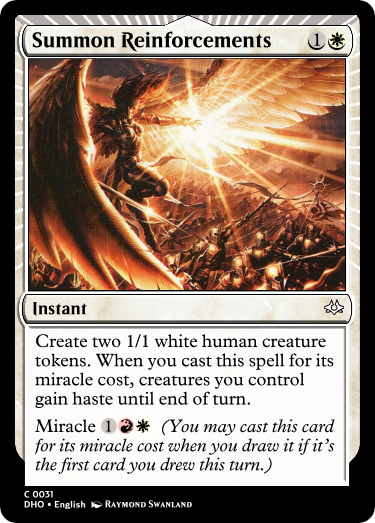 Summon Reinforcements 1
Instant
Create two 1/1 white human creature
tokens. When you cast this spell for its
miracle cost, creatures you control
gain haste until end of turn.
Miracle 1 (You may cast this card
for its miracle cost when you draw it if it's
the first card you drew this turn.)
C 0031
DHO • English Raymond Swanland